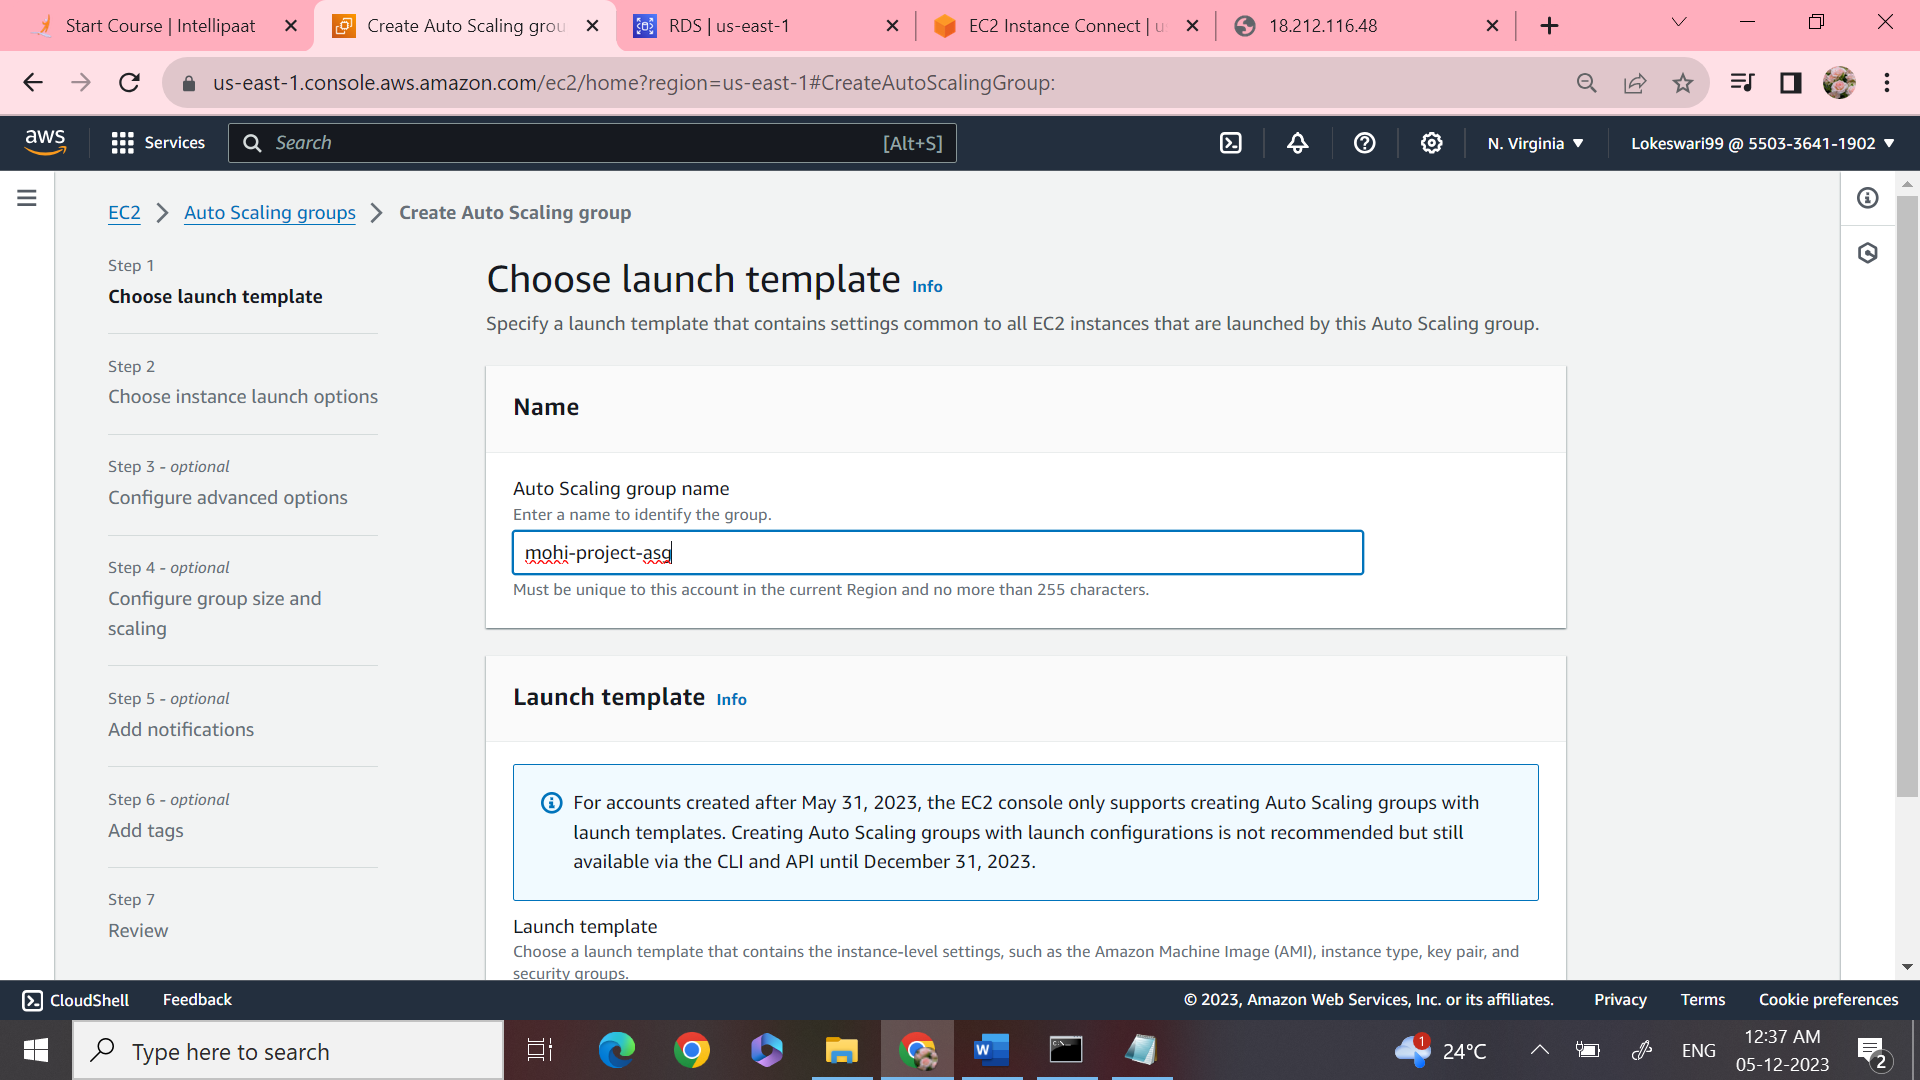 Start Course | Intellipaat
Create Auto Scaling grou
RDS | us-east-1
EC2 Instance Connect | u
18.212.116.48
us-east-1.console.aws.amazon.com/ec2/home?region=us-east-1#CreateAutoScalingGroup:
aws
Services
Search
[Alt+S]
N. Virginia
Lokeswari99 @ 5503-3641-1902
EC2
Auto Scaling groups
Create Auto Scaling group
Step 1
Choose launch template
Step 2
Choose instance launch options
Step 3 - optional
Configure advanced options
Step 4 - optional
Configure group size and
scaling
Step 5 - optional
Add notifications
Step 6 - optional
Add tags
Step 7
Review
Choose launch template Info
Specify a launch template that contains settings common to all EC2 instances that are launched by this Auto Scaling group.
Name
Auto Scaling group name
Enter a name to identify the group.
mohi-project-asg
Must be unique to this account in the current Region and no more than 255 characters.
Launch template Info
For accounts created after May 31, 2023, the EC2 console only supports creating Auto Scaling groups with
launch templates. Creating Auto Scaling groups with launch configurations is not recommended but still
available via the CLI and API until December 31, 2023.
Launch template
Choose a launch template that contains the instance-level settings, such as the Amazon Machine Image (AMI), instance type, key pair, and
security groups.
CloudShell
Feedback
© 2023, Amazon Web Services, Inc. or its affiliates.
Privacy
Terms
Cookie preferences
Type here to search
W
1
24°C
ENG
12:37 AM
05-12-2023
2